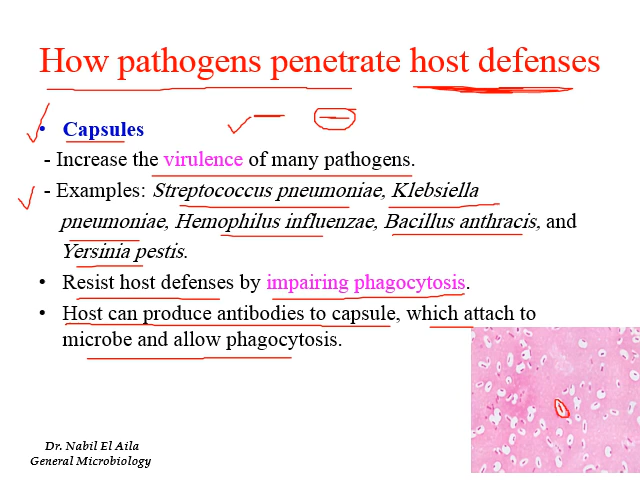 How pathogens penetrate host defenses
• Capsules
- Increase the virulence of many pathogens.
- Examples: Streptococcus pneumoniae, Klebsiella
pneumoniae, Hemophilus influenzae, Bacillus anthracis, and
Yersinia pestis.
• Resist host defenses by impairing phagocytosis.
• Host can produce antibodies to capsule, which attach to
microbe and allow phagocytosis.
Dr. Nabil El Aila
General Microbiology